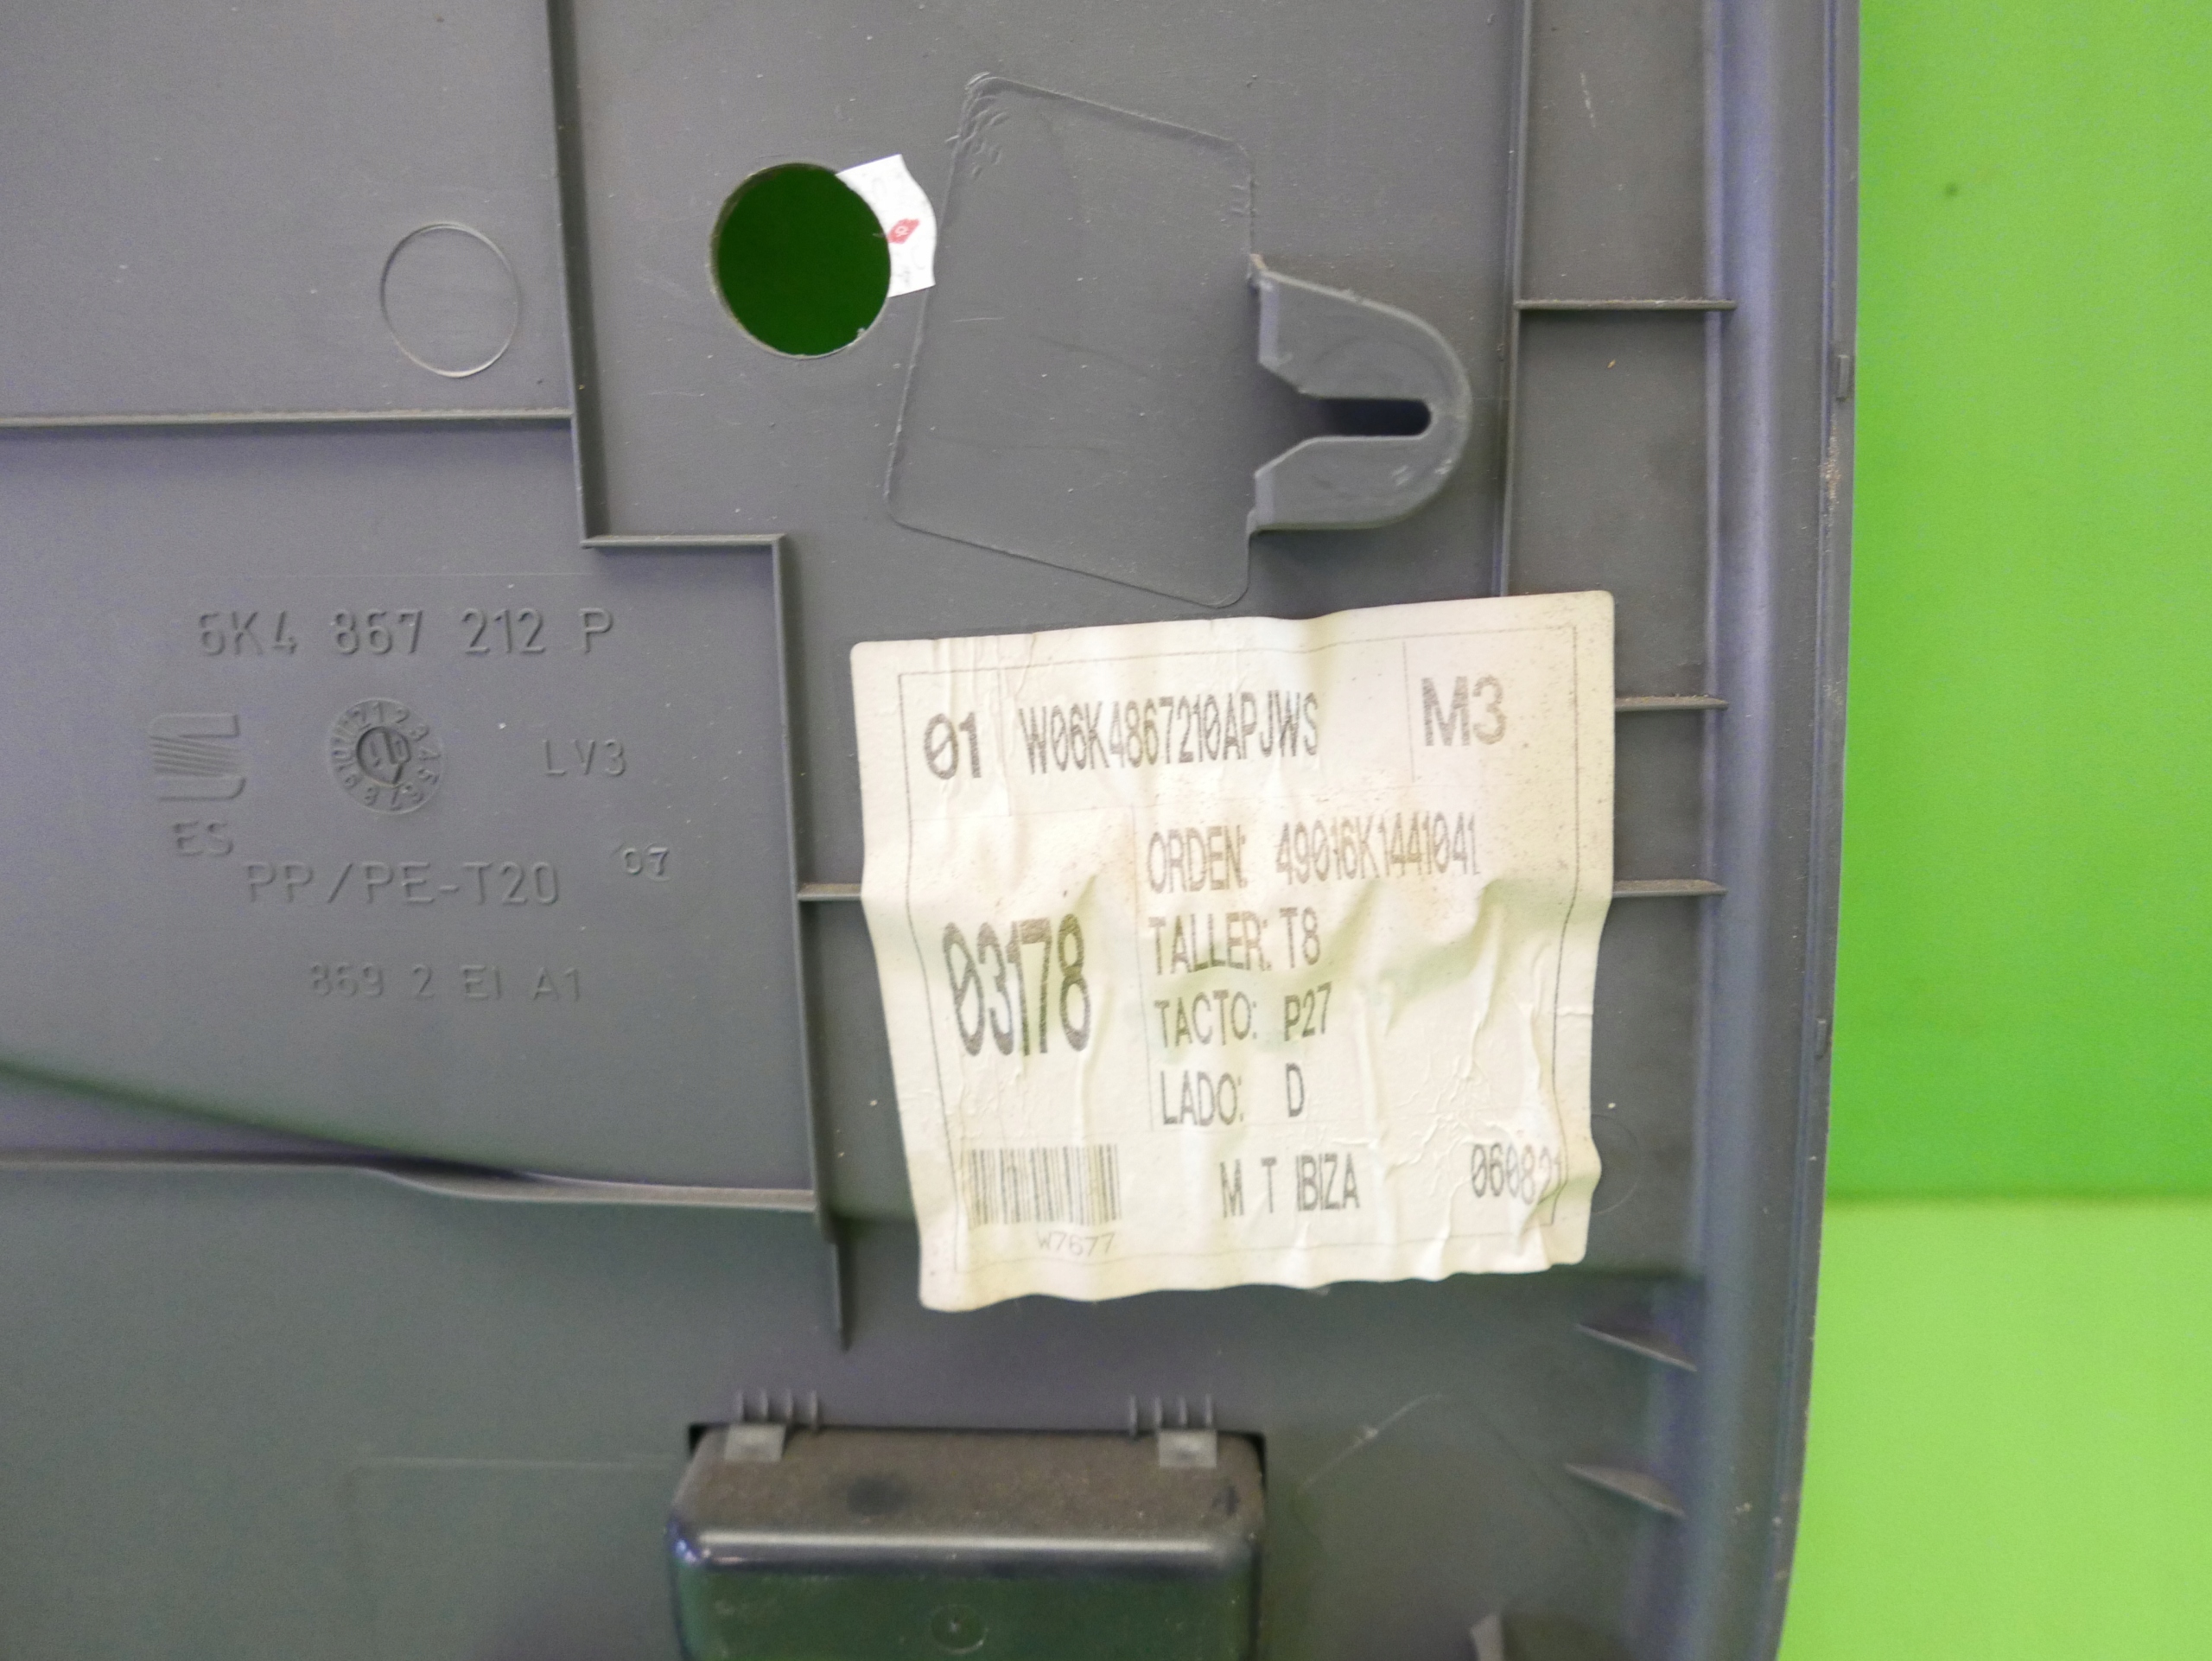 6K4 867 212 P
LV3
ES
PP/PE-T20 '07
869 2 EI A1
01 W06K4867210APJWS M3
ORDEN: 49016K1441041
03178
TALLER: T8
TACTO: P27
LADO: D
M T IBIZA 060821
W7677